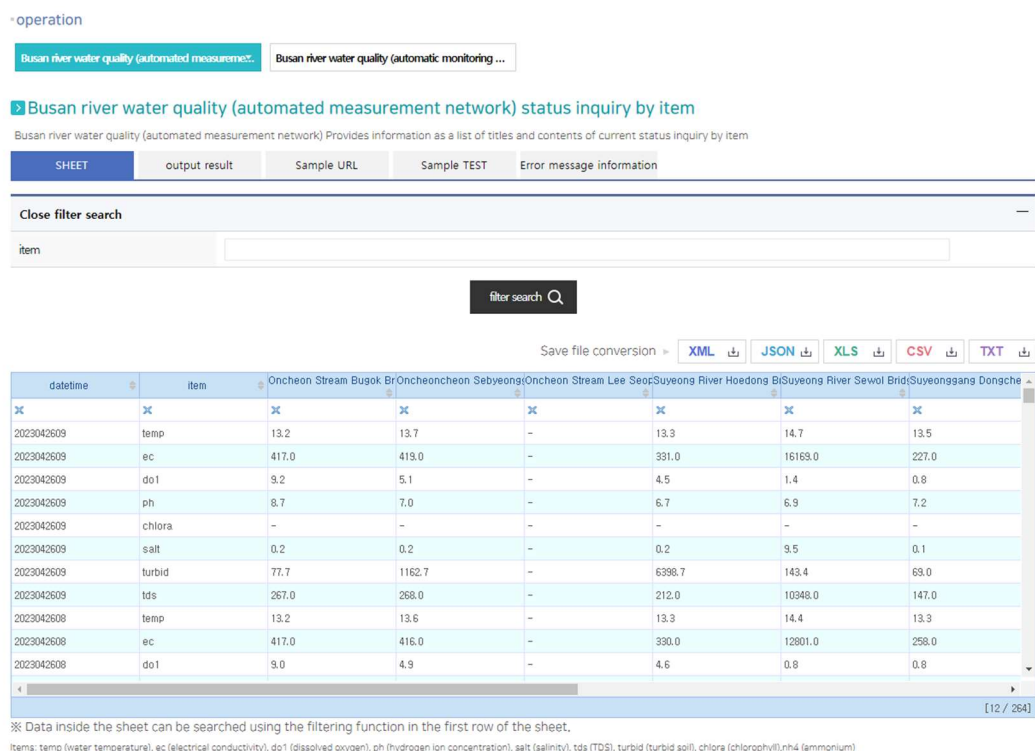 operation
Busan river water quality (automated measureme... Busan river water quality (automatic monitoring ...
Busan river water quality (automated measurement network) status inquiry by item
Busan river water quality (automated measurement network) Provides information as a list of titles and contents of current status inquiry by item
SHEET output result Sample URL Sample TEST Error message information
Close filter search
item
filter search
Save file conversion ▸ XML JSON XLS CSV TXT
datetime item Oncheon Stream Bugok Br Oncheoncheon Sebyeong Oncheon Stream Lee Seop Suyeong River Hoedong B Suyeong River Sewol Brid Suyeonggang Dongche
2023042609 temp 13.2 13.7 - 13.3 14.7 13.5
2023042609 ec 417.0 419.0 - 331.0 16169.0 227.0
2023042609 do1 9.2 5.1 - 4.5 1.4 0.8
2023042609 ph 8.7 7.0 - 6.7 6.9 7.2
2023042609 chlora - - - - - -
2023042609 salt 0.2 0.2 - 0.2 9.5 0.1
2023042609 turbid 77.7 1162.7 - 6398.7 143.4 69.0
2023042609 tds 267.0 268.0 - 212.0 10348.0 147.0
2023042608 temp 13.2 13.6 - 13.3 14.4 13.3
2023042608 ec 417.0 416.0 - 330.0 12801.0 258.0
2023042608 do1 9.0 4.9 - 4.6 0.8 0.8
[12 / 264]
※ Data inside the sheet can be searched using the filtering function in the first row of the sheet.
Items: temp (water temperature), ec (electrical conductivity), do1 (dissolved oxygen), ph (hydrogen ion concentration), salt (salinity), tds (TDS), turbid (turbid soil), chlora (chlorophyll),nh4 (ammonium)